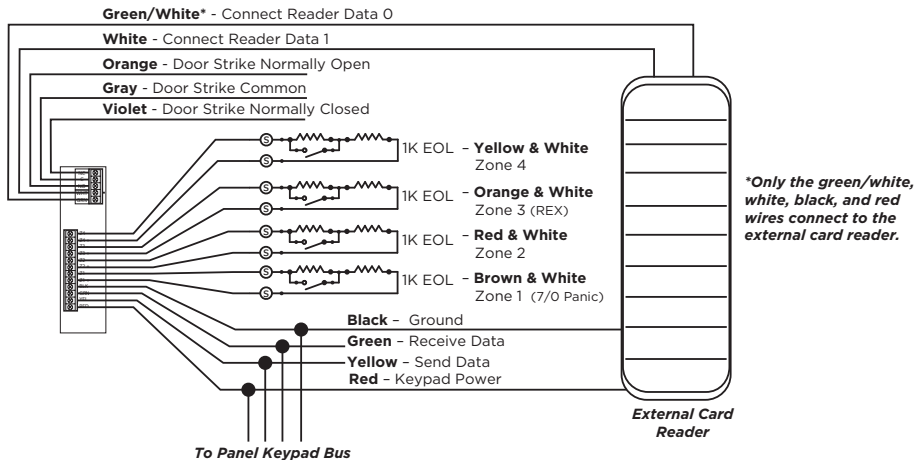 Green/White* - Connect Reader Data 0
White - Connect Reader Data 1
Orange - Door Strike Normally Open
Gray - Door Strike Common
Violet - Door Strike Normally Closed
S
S
1K EOL – Yellow & White
Zone 4
S
S
1K EOL – Orange & White
Zone 3 (REX)
S
S
1K EOL – Red & White
Zone 2
S
S
1K EOL – Brown & White
Zone 1 (7/0 Panic)
Black – Ground
Green – Receive Data
Yellow – Send Data
Red – Keypad Power
To Panel Keypad Bus
*Only the green/white,
white, black, and red
wires connect to the
external card reader.
External Card
Reader